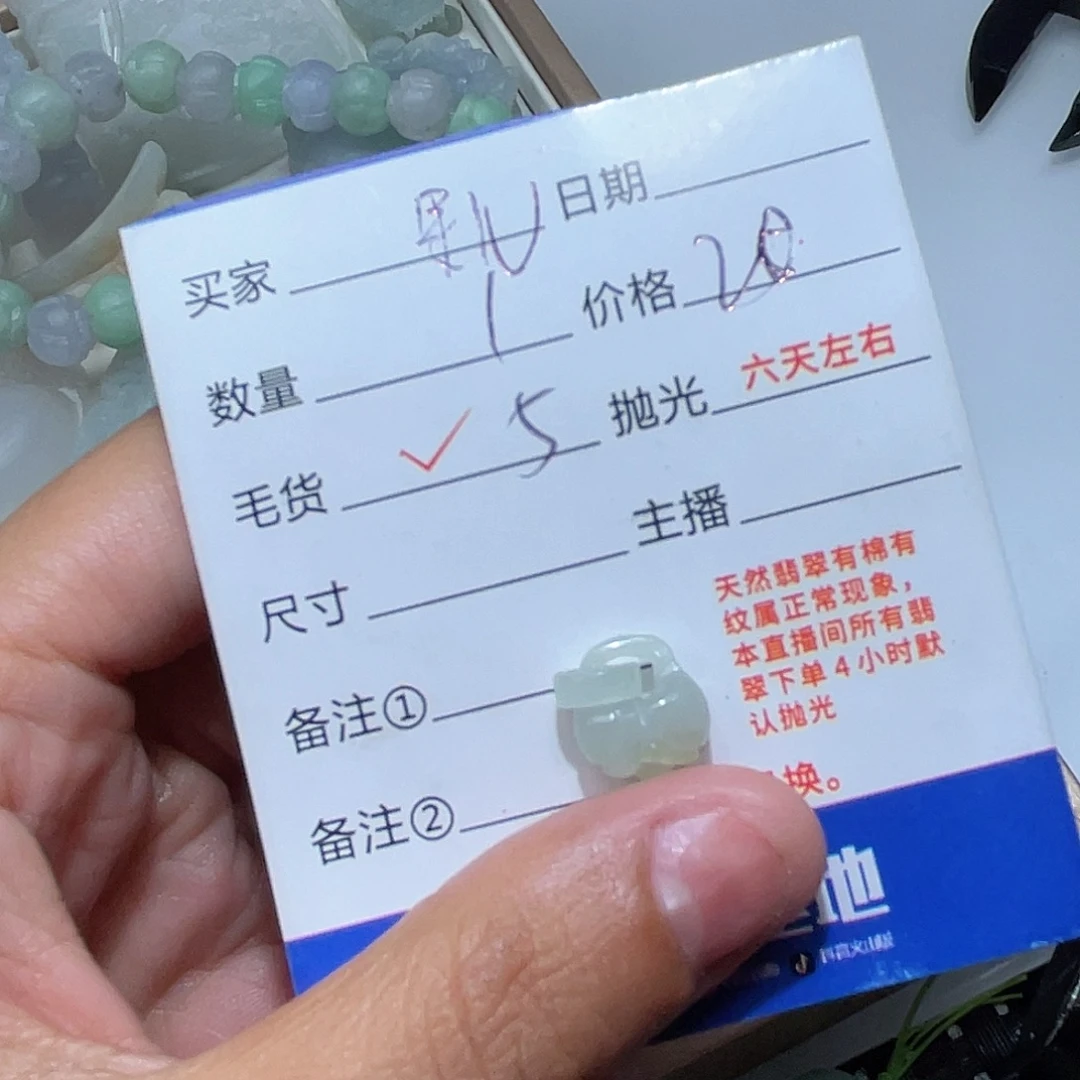 买家 日期
数量 1 价格 20
毛货 ✓ 5 抛光 六天左右
尺寸 主播
备注①
天然翡翠有棉有
纹属正常现象，
本直播间所有翡
翠下单4小时默
认抛光
备注②
换。
地